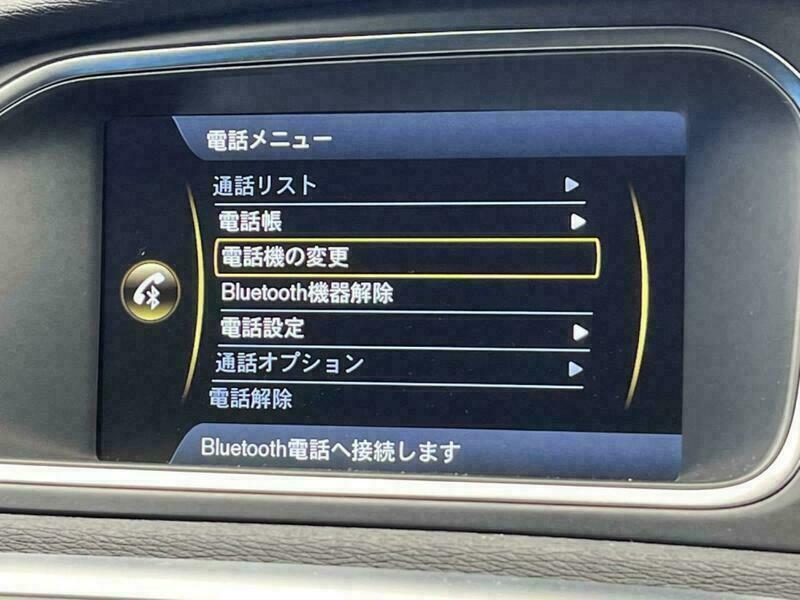 電話メニュー
通話リスト
電話帳
電話機の変更
Bluetooth機器解除
電話設定
通話オプション
電話解除
Bluetooth電話へ接続します